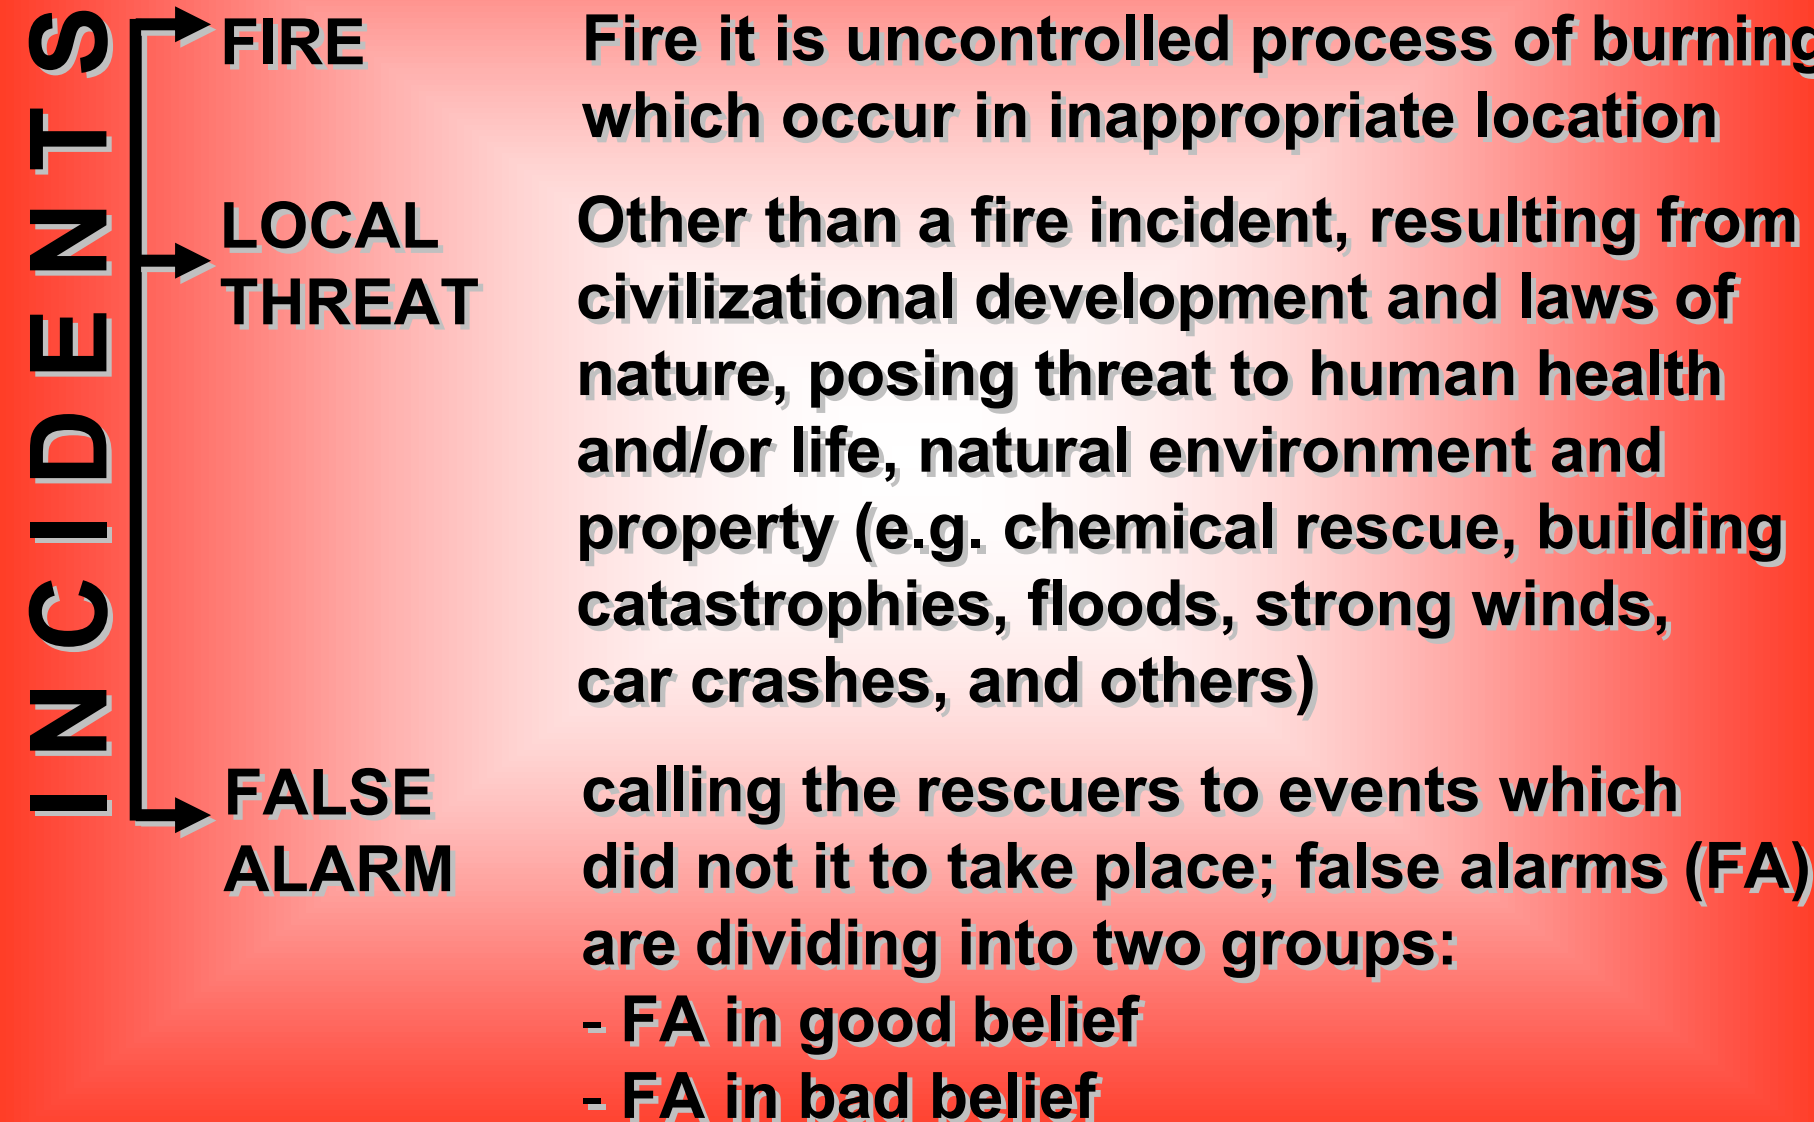 INCIDENTS
FIRE
Fire it is uncontrolled process of burning
which occur in inappropriate location
LOCAL
THREAT
Other than a fire incident, resulting from
civilizational development and laws of
nature, posing threat to human health
and/or life, natural environment and
property (e.g. chemical rescue, building
catastrophies, floods, strong winds,
car crashes, and others)
FALSE
ALARM
calling the rescuers to events which
did not it to take place; false alarms (FA)
are dividing into two groups:
- FA in good belief
- FA in bad belief